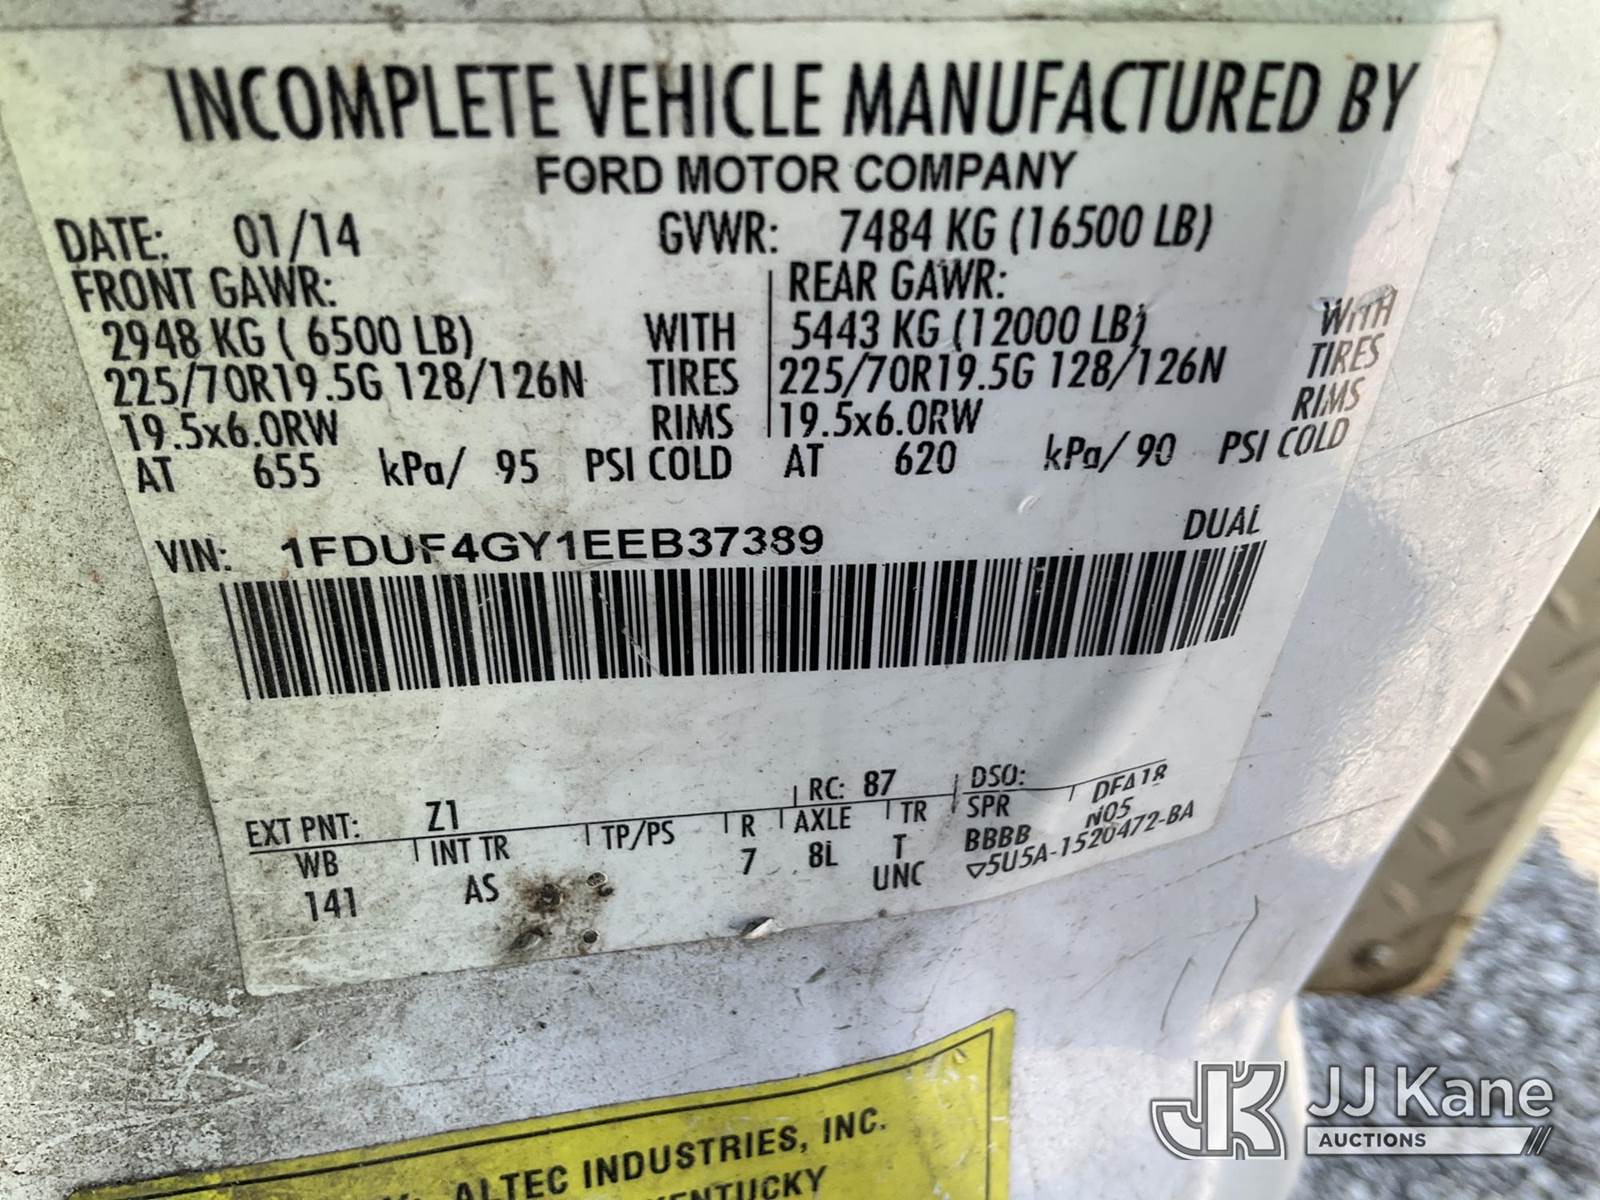 INCOMPLETE VEHICLE MANUFACTURED BY
FORD MOTOR COMPANY
DATE: 01/14 GVWR: 7484 KG (16500 LB)
FRONT GAWR: REAR GAWR:
2948 KG ( 6500 LB) WITH 5443 KG (12000 LB) WITH
225/70R19.5G 128/126N TIRES 225/70R19.5G 128/126N TIRES
19.5x6.0RW RIMS 19.5x6.0RW RIMS
AT 655 kPa/ 95 PSI COLD AT 620 kPa/ 90 PSI COLD
VIN: 1FDUF4GY1EEB37389 DUAL
EXT PNT: Z1 RC: 87 DSO:
WB INT TR TP/PS R AXLE TR SPR DFA18
141 AS 7 8L T BBBB N05
UNC ▽5U5A-1520472-BA
ALTEC INDUSTRIES, INC.
KENTUCKY
JK JJ Kane
AUCTIONS